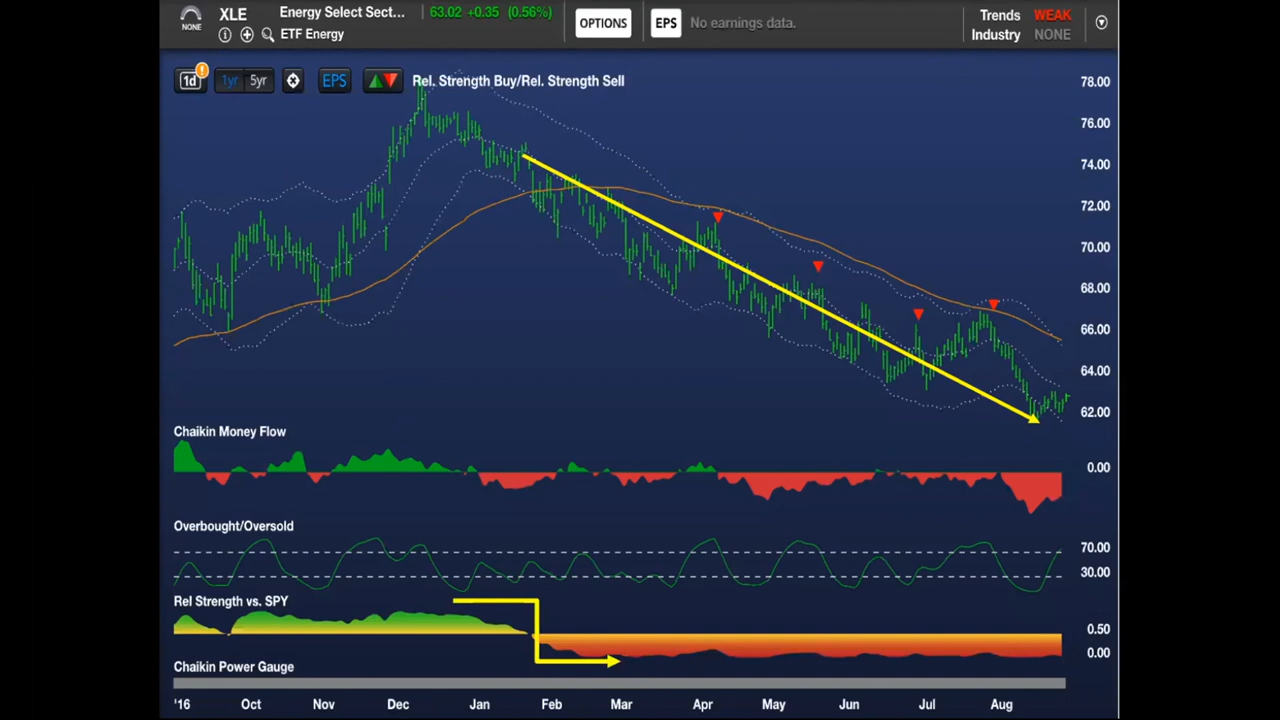 XLE
Energy Select Sect...
63.02 +0.35 (0.56%)
ETF Energy
NONE
OPTIONS
EPS
No earnings data.
Trends WEAK
Industry NONE
1d
1yr 5yr
EPS
Rel. Strength Buy/Rel. Strength Sell
78.00
76.00
74.00
72.00
70.00
68.00
66.00
64.00
62.00
Chaikin Money Flow
0.00
Overbought/Oversold
70.00
30.00
Rel Strength vs. SPY
0.50
0.00
Chaikin Power Gauge
'16 Oct Nov Dec Jan Feb Mar Apr May Jun Jul Aug